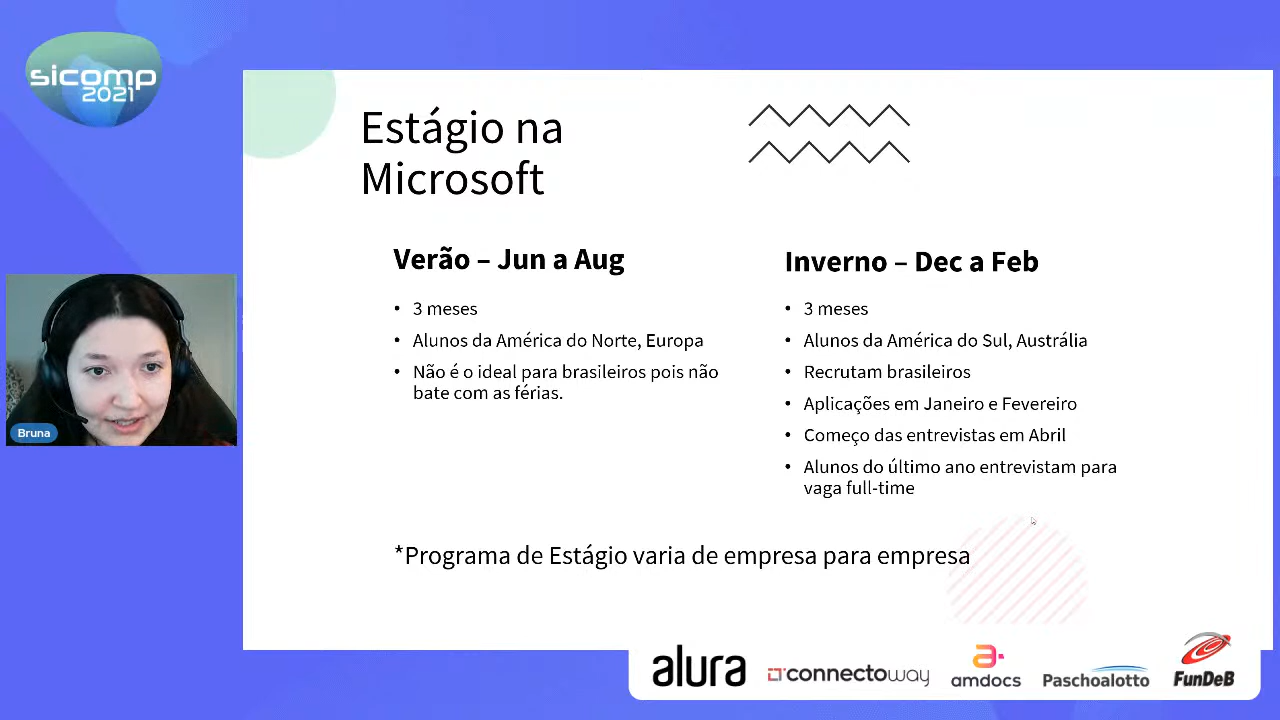 sicomp
2021
Estágio na
Microsoft
Verão – Jun a Aug
• 3 meses
• Alunos da América do Norte, Europa
• Não é o ideal para brasileiros pois não
bate com as férias.
Inverno – Dec a Feb
• 3 meses
• Alunos da América do Sul, Austrália
• Recrutam brasileiros
• Aplicações em Janeiro e Fevereiro
• Começo das entrevistas em Abril
• Alunos do último ano entrevistam para
vaga full-time
*Programa de Estágio varia de empresa para empresa
Bruna
alura
connectoway
amdocs
Paschoalotto
FunDeB